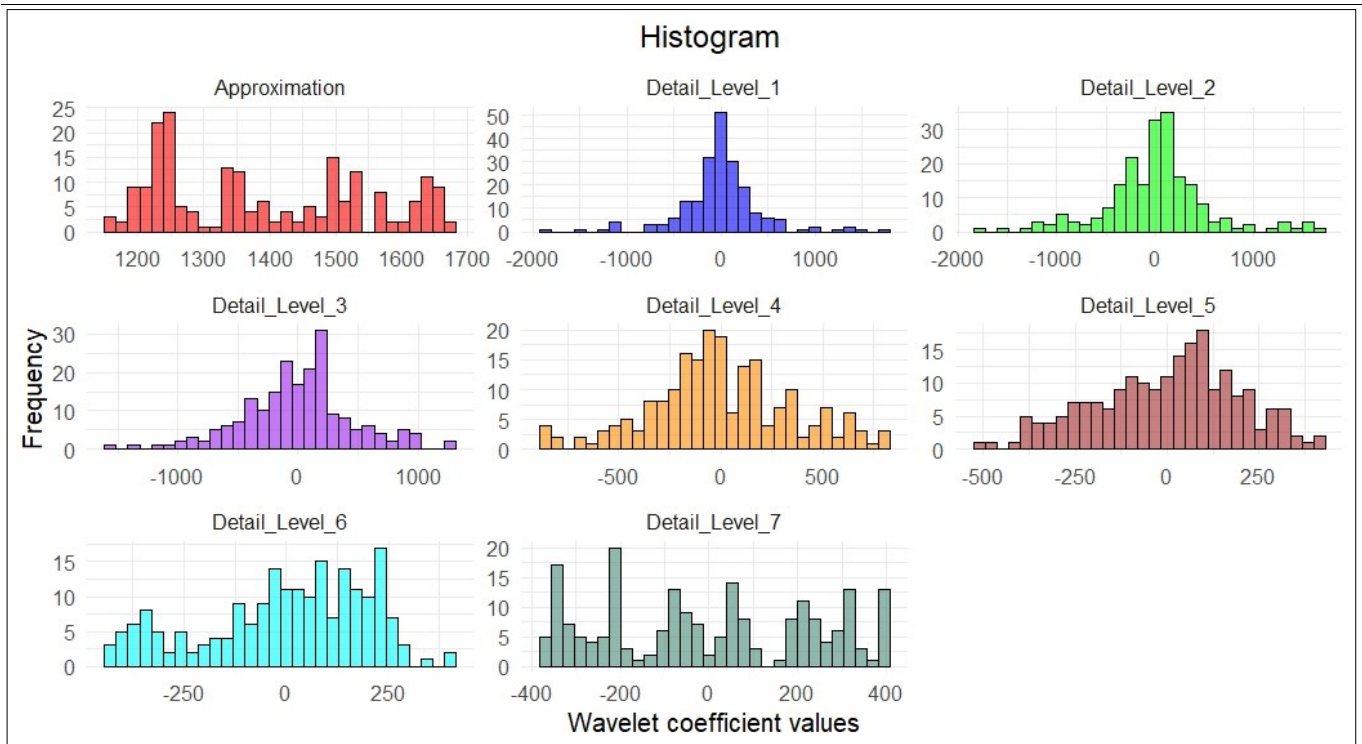 Histogram
Approximation
Detail_Level_1
Detail_Level_2
25
20
15
10
5
0
1200 1300 1400 1500 1600 1700
50
40
30
20
10
0
-2000 -1000 0 1000
30
20
10
0
-2000 -1000 0 1000
Frequency
Detail_Level_3
Detail_Level_4
Detail_Level_5
30
20
10
0
-1000 0 1000
20
15
10
5
0
-500 0 500
15
10
5
0
-500 -250 0 250
Detail_Level_6
Detail_Level_7
15
10
5
0
-250 0 250
20
15
10
5
0
-400 -200 0 200 400
Wavelet coefficient values